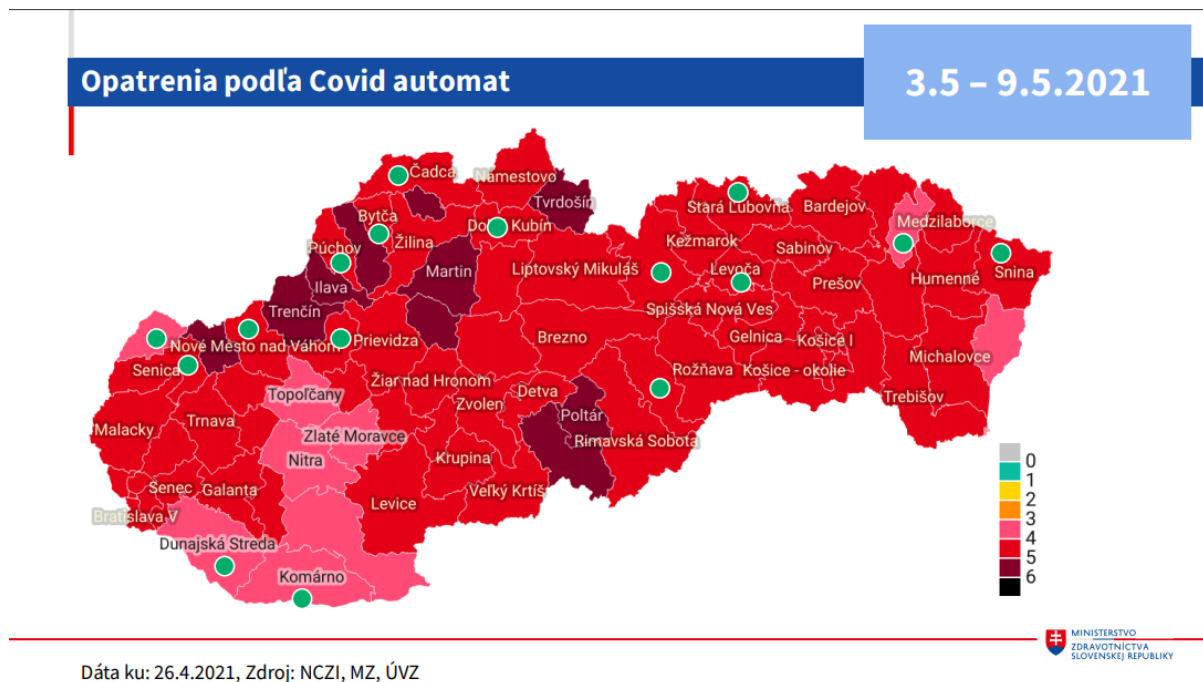 Opatrenia podľa Covid automat
3.5 – 9.5.2021
Čadca
Námestovo
Tvrdošín
Bytča
Dolný Kubín
Stará Ľubovňa
Bardejov
Medzilaborce
Púchov
Žilina
Kežmarok
Sabinov
Martin
Liptovský Mikuláš
Levoča
Snina
Ilava
Prešov
Humenné
Trenčín
Spišská Nová Ves
Nové Mesto nad Váhom
Prievidza
Brezno
Gelnica
Košice I
Michalovce
Senica
Rožňava
Košice - okolie
Žiar nad Hronom
Topoľčany
Detva
Trebišov
Zvolen
Poltár
Trnava
Malacky
Zlaté Moravce
Rimavská Sobota
Nitra
Krupina
Senec
Galanta
Veľký Krtíš
Levice
Bratislava V
Dunajská Streda
Komárno
0
1
2
3
4
5
6
MINISTERSTVO
ZDRAVOTNÍCTVA
SLOVENSKEJ REPUBLIKY
Dáta ku: 26.4.2021, Zdroj: NCZI, MZ, ÚVZ